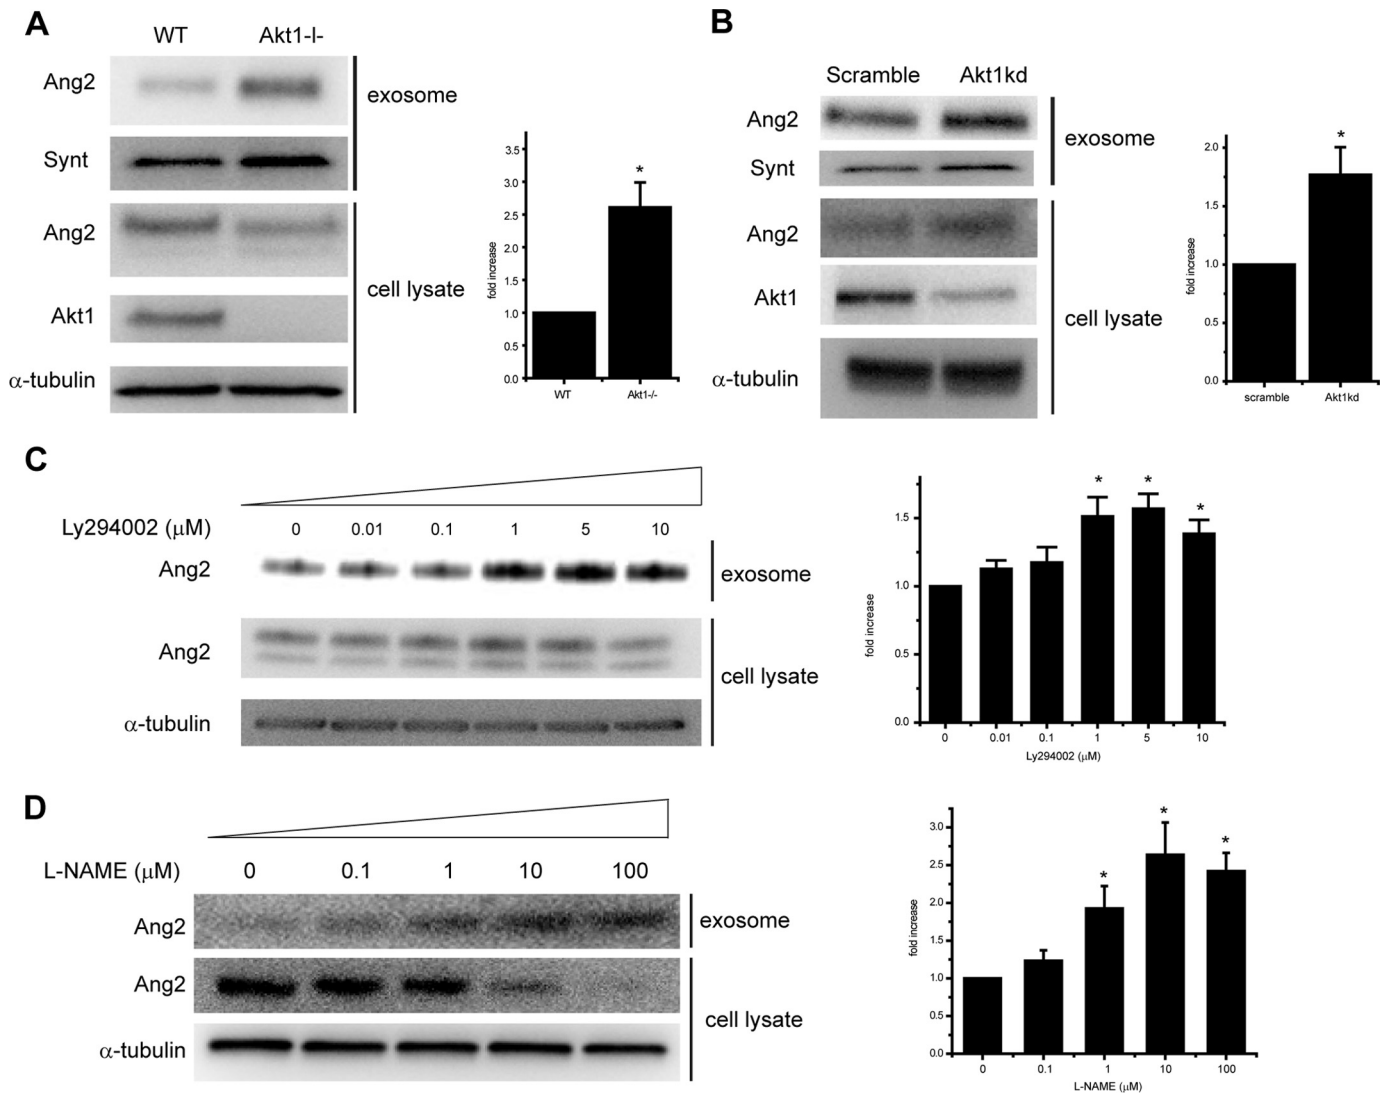 A
WT Akt1-l-
Ang2
exosome
Synt
Ang2
cell lysate
Akt1
α-tubulin
fold increase
3.5
3.0
2.5
2.0
1.5
1.0
0.5
0.0
*
WT Akt1-/-
B
Scramble Akt1kd
Ang2
exosome
Synt
Ang2
Akt1
cell lysate
α-tubulin
fold increase
2.0
1.5
1.0
0.5
0.0
*
scramble Akt1kd
C
Ly294002 (μM) 0 0.01 0.1 1 5 10
Ang2
exosome
Ang2
cell lysate
α-tubulin
fold increase
1.5
1.0
0.5
0.0
* * *
0 0.01 0.1 1 5 10
Ly294002 (μM)
D
L-NAME (μM) 0 0.1 1 10 100
Ang2
exosome
Ang2
cell lysate
α-tubulin
fold increase
3.0
2.5
2.0
1.5
1.0
0.5
0.0
* * *
0 0.1 1 10 100
L-NAME (μM)